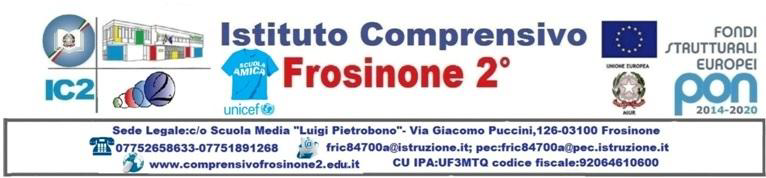 Istituto Comprensivo
Frosinone 2°
IC2
2
SCUOLA
AMICA
unicef
UNIONE EUROPEA
AIUR
FONDI
STRUTTURALI
EUROPEI
pon
2014-2020
Sede Legale:c/o Scuola Media "Luigi Pietrobono"- Via Giacomo Puccini,126-03100 Frosinone
07752658633-07751891268 fric84700a@istruzione.it; pec:fric84700a@pec.istruzione.it
www.comprensivofrosinone2.edu.it CU IPA:UF3MTQ codice fiscale:92064610600